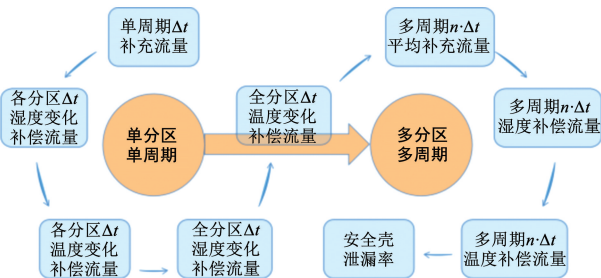 单周期Δt
补充流量
各分区Δt
湿度变化
补偿流量
各分区Δt
温度变化
补偿流量
全分区Δt
湿度变化
补偿流量
全分区Δt
温度变化
补偿流量
单分区
单周期
多分区
多周期
多周期n·Δt
平均补充流量
多周期n·Δt
湿度补偿流量
多周期n·Δt
温度补偿流量
安全壳
泄漏率